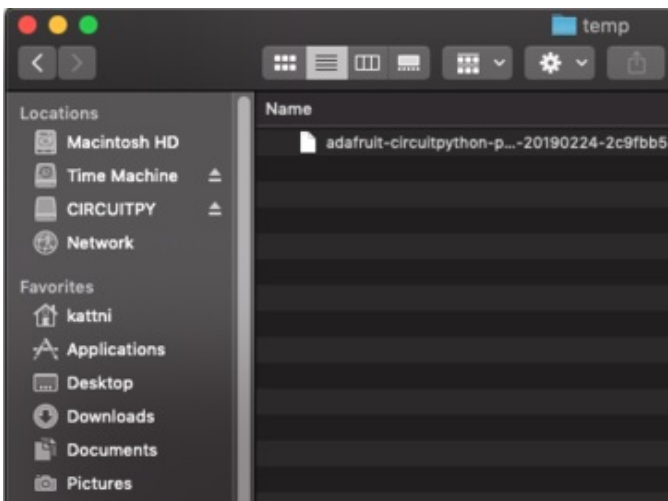 temp
Locations
Macintosh HD
Time Machine
CIRCUITPY
Network
Favorites
kattni
Applications
Desktop
Downloads
Documents
Pictures
Name
adafruit-circuitpython-p...-20190224-2c9fbb5